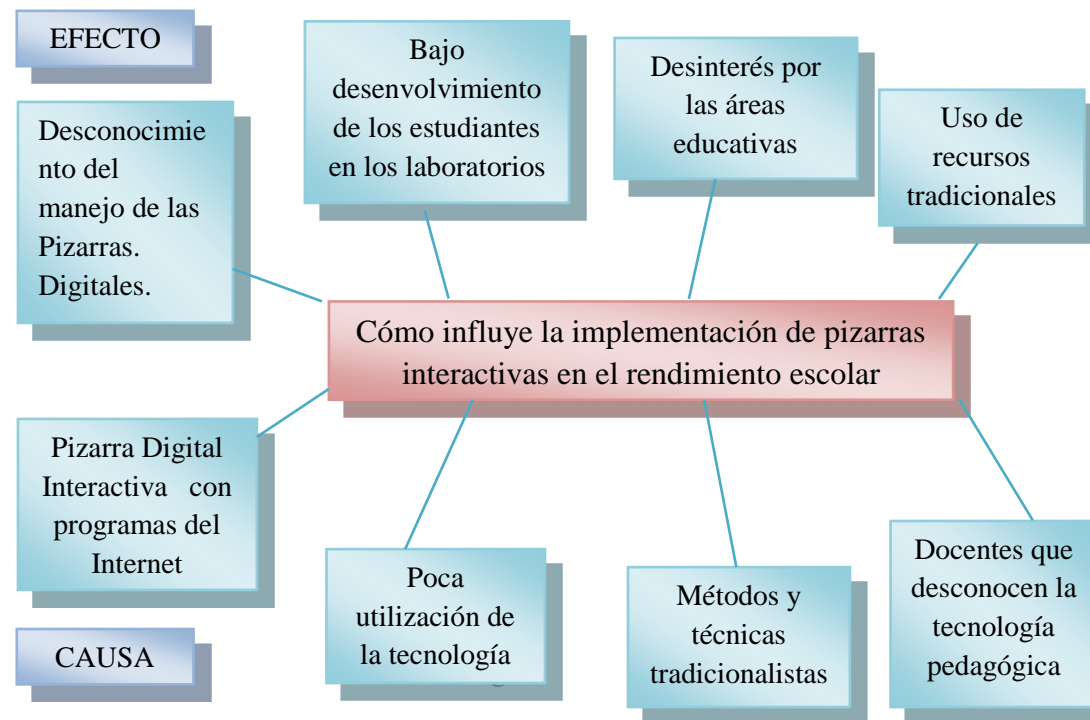 EFECTO
Desconocimie
nto del
manejo de las
Pizarras.
Digitales.
Bajo
desenvolvimiento
de los estudiantes
en los laboratorios
Desinterés por
las áreas
educativas
Uso de
recursos
tradicionales
Cómo influye la implementación de pizarras
interactivas en el rendimiento escolar
Pizarra Digital
Interactiva con
programas del
Internet
Poca
utilización de
la tecnología
Métodos y
técnicas
tradicionalistas
Docentes que
desconocen la
tecnología
pedagógica
CAUSA